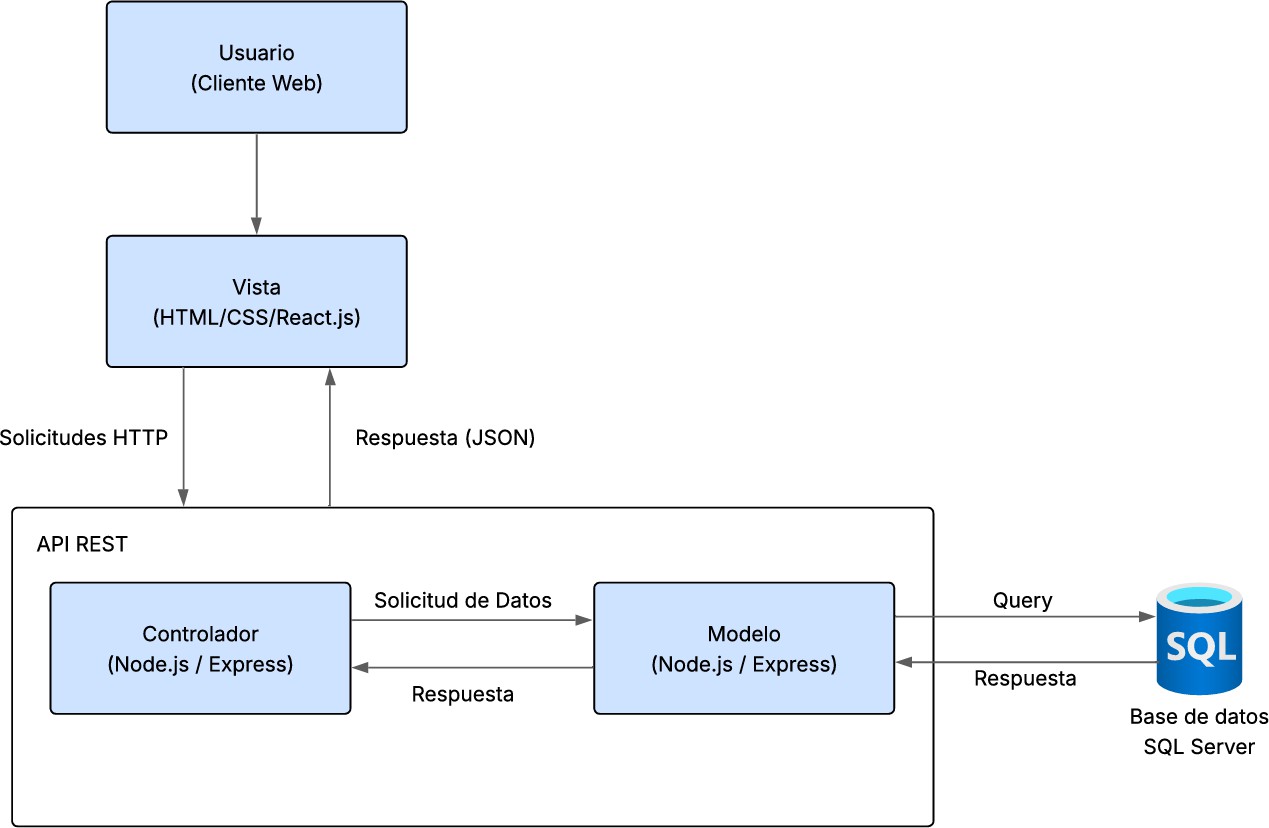 Usuario
(Cliente Web)
Vista
(HTML/CSS/React.js)
Solicitudes HTTP
Respuesta (JSON)
API REST
Controlador
(Node.js / Express)
Solicitud de Datos
Respuesta
Modelo
(Node.js / Express)
Query
Respuesta
SQL
Base de datos
SQL Server